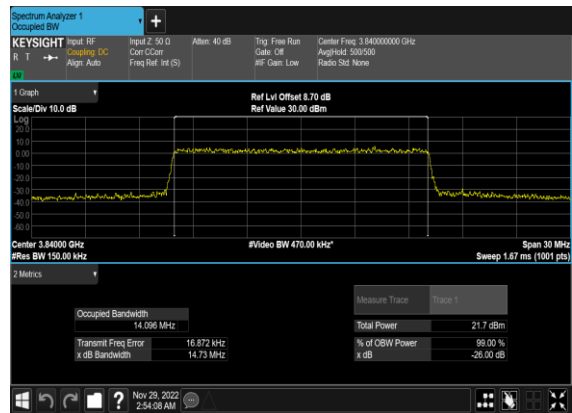 Spectrum Analyzer 1
Occupied BW
+
KEYSIGHT Input: RF Input Z: 50 Ω Atten: 40 dB Trig: Free Run Center Freq: 3.840000000 GHz
R T Coupling: DC Corr CCorr Gate: Off Avg|Hold: 500/500
Align: Auto Freq Ref: Int (S) #IF Gain: Low Radio Std: None
1 Graph
Ref Lvl Offset 8.70 dB
Scale/Div 10.0 dB Ref Value 30.00 dBm
Log
20.0
10.0
0.00
-10.0
-20.0
-30.0
-40.0
-50.0
-60.0
Center 3.84000 GHz #Video BW 470.00 kHz* Span 30 MHz
#Res BW 150.00 kHz Sweep 1.67 ms (1001 pts)
2 Metrics
Measure Trace Trace 1
Occupied Bandwidth
14.096 MHz Total Power 21.7 dBm
Transmit Freq Error 16.872 kHz % of OBW Power 99.00 %
x dB Bandwidth 14.73 MHz x dB -26.00 dB
? Nov 29, 2022
2:54:08 AM